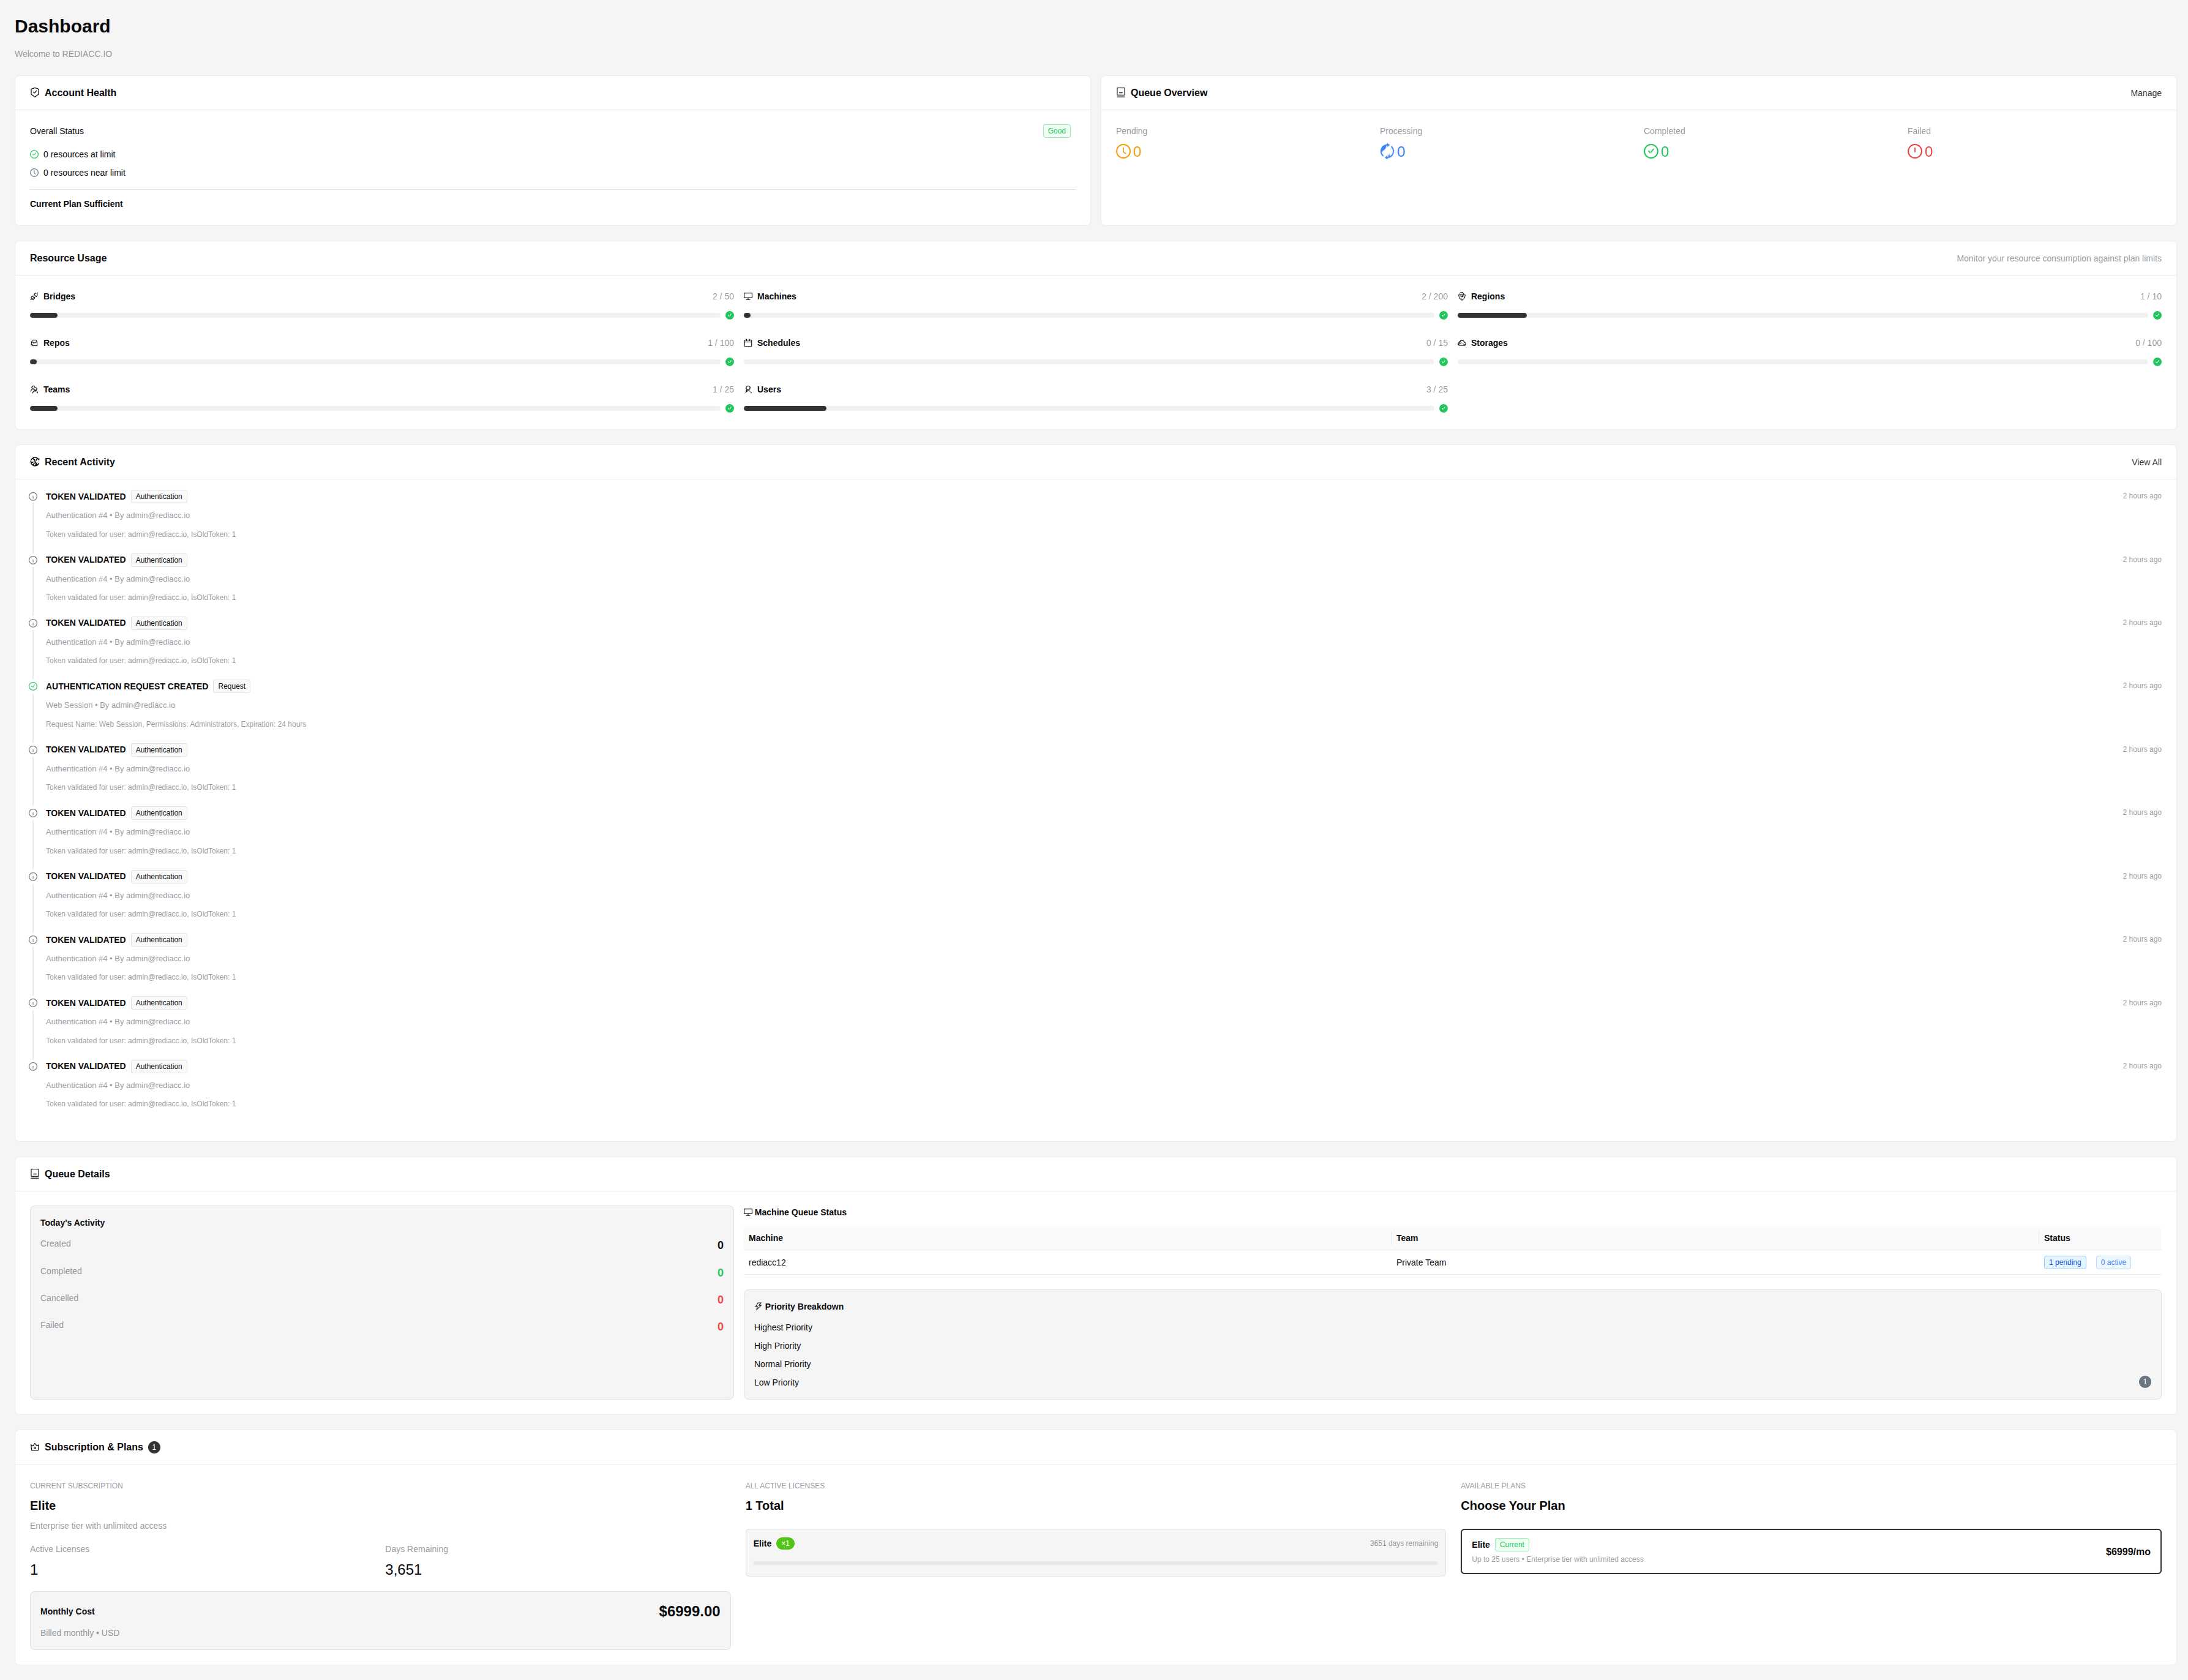 Dashboard
Welcome to REDIACC.IO
Account Health
Overall Status
Good
0 resources at limit
0 resources near limit
Current Plan Sufficient
Queue Overview
Manage
Pending
0
Processing
0
Completed
0
Failed
0
Resource Usage
Monitor your resource consumption against plan limits
Bridges
2 / 50
Machines
2 / 200
Regions
1 / 10
Repos
1 / 100
Schedules
0 / 15
Storages
0 / 100
Teams
1 / 25
Users
3 / 25
Recent Activity
View All
TOKEN VALIDATED Authentication
2 hours ago
Authentication #4 • By admin@rediacc.io
Token validated for user: admin@rediacc.io, IsOldToken: 1
TOKEN VALIDATED Authentication
2 hours ago
Authentication #4 • By admin@rediacc.io
Token validated for user: admin@rediacc.io, IsOldToken: 1
TOKEN VALIDATED Authentication
2 hours ago
Authentication #4 • By admin@rediacc.io
Token validated for user: admin@rediacc.io, IsOldToken: 1
AUTHENTICATION REQUEST CREATED Request
2 hours ago
Web Session • By admin@rediacc.io
Request Name: Web Session, Permissions: Administrators, Expiration: 24 hours
TOKEN VALIDATED Authentication
2 hours ago
Authentication #4 • By admin@rediacc.io
Token validated for user: admin@rediacc.io, IsOldToken: 1
TOKEN VALIDATED Authentication
2 hours ago
Authentication #4 • By admin@rediacc.io
Token validated for user: admin@rediacc.io, IsOldToken: 1
TOKEN VALIDATED Authentication
2 hours ago
Authentication #4 • By admin@rediacc.io
Token validated for user: admin@rediacc.io, IsOldToken: 1
TOKEN VALIDATED Authentication
2 hours ago
Authentication #4 • By admin@rediacc.io
Token validated for user: admin@rediacc.io, IsOldToken: 1
TOKEN VALIDATED Authentication
2 hours ago
Authentication #4 • By admin@rediacc.io
Token validated for user: admin@rediacc.io, IsOldToken: 1
TOKEN VALIDATED Authentication
2 hours ago
Authentication #4 • By admin@rediacc.io
Token validated for user: admin@rediacc.io, IsOldToken: 1
Queue Details
Today's Activity
Created
0
Completed
0
Cancelled
0
Failed
0
Machine Queue Status
Machine
Team
Status
rediacc12
Private Team
1 pending
0 active
Priority Breakdown
Highest Priority
High Priority
Normal Priority
Low Priority
1
Subscription & Plans 1
CURRENT SUBSCRIPTION
Elite
Enterprise tier with unlimited access
Active Licenses
Days Remaining
1
3,651
Monthly Cost
$6999.00
Billed monthly • USD
ALL ACTIVE LICENSES
1 Total
Elite ×1
3651 days remaining
AVAILABLE PLANS
Choose Your Plan
Elite Current
Up to 25 users • Enterprise tier with unlimited access
$6999/mo